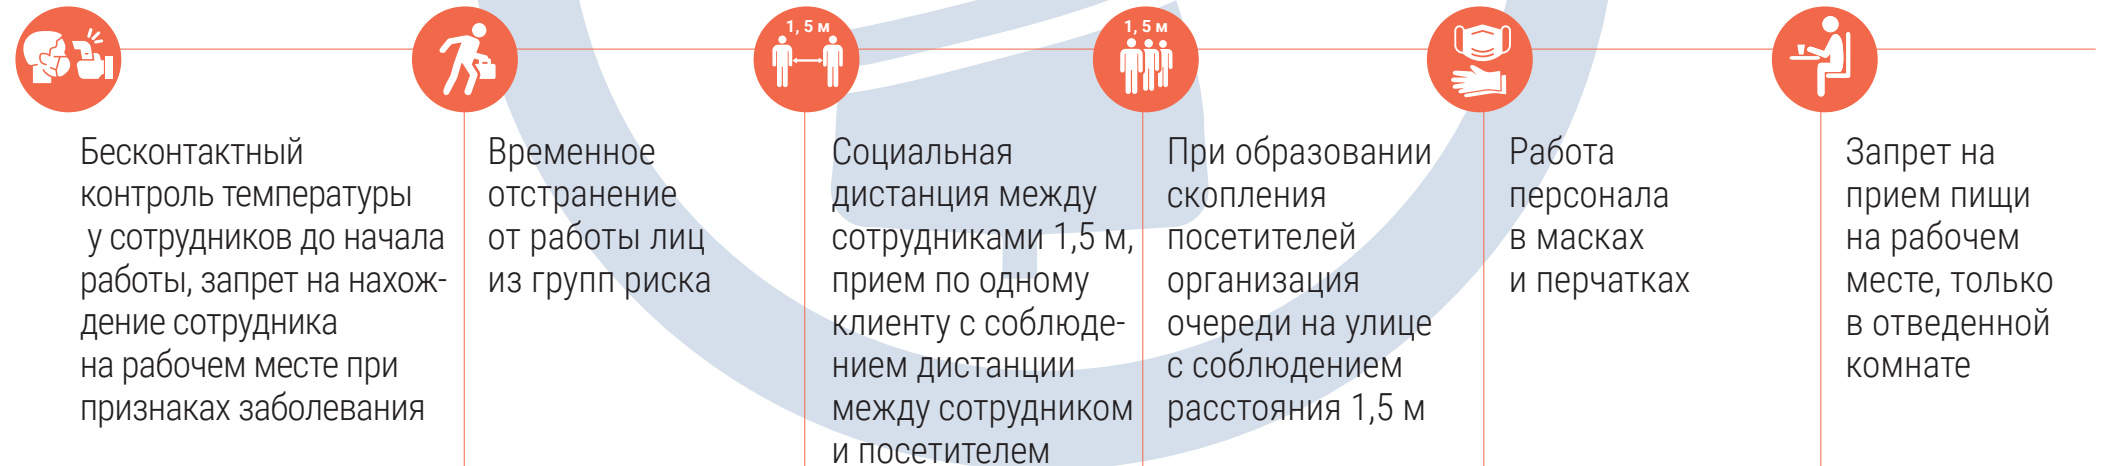 1, 5 м
1, 5 м
Бесконтактный
контроль температуры
у сотрудников до начала
работы, запрет на нахож-
дение сотрудника
на рабочем месте при
признаках заболевания
Временное
отстранение
от работы лиц
из групп риска
Социальная
дистанция между
сотрудниками 1,5 м,
прием по одному
клиенту с соблюде-
нием дистанции
между сотрудником
и посетителем
При образовании
скопления
посетителей
организация
очереди на улице
с соблюдением
расстояния 1,5 м
Работа
персонала
в масках
и перчатках
Запрет на
прием пищи
на рабочем
месте, только
в отведенной
комнате